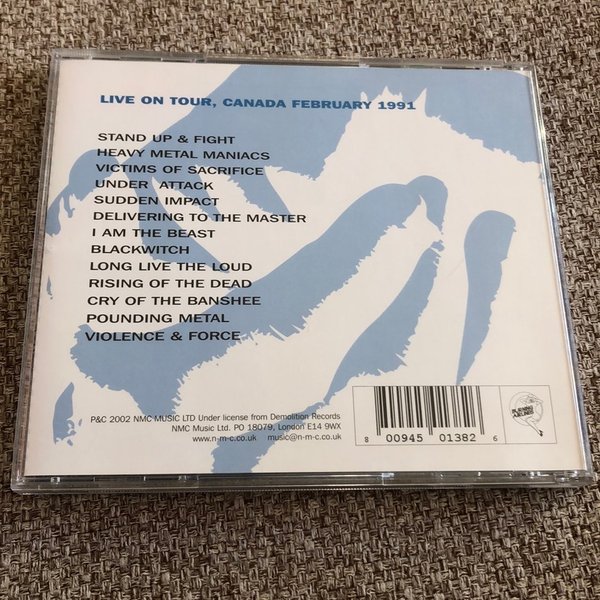 LIVE ON TOUR, CANADA FEBRUARY 1991
STAND UP & FIGHT
HEAVY METAL MANIACS
VICTIMS OF SACRIFICE
UNDER ATTACK
SUDDEN IMPACT
DELIVERING TO THE MASTER
I AM THE BEAST
BLACKWITCH
LONG LIVE THE LOUD
RISING OF THE DEAD
CRY OF THE BANSHEE
POUNDING METAL
VIOLENCE & FORCE
P&C 2002 NMC MUSIC LTD Under license from Demolition Records
NMC Music Ltd. PO 18079, London E14 9WX
www.n-m-c.co.uk music@n-m-c.co.uk
8 00945 01382 6